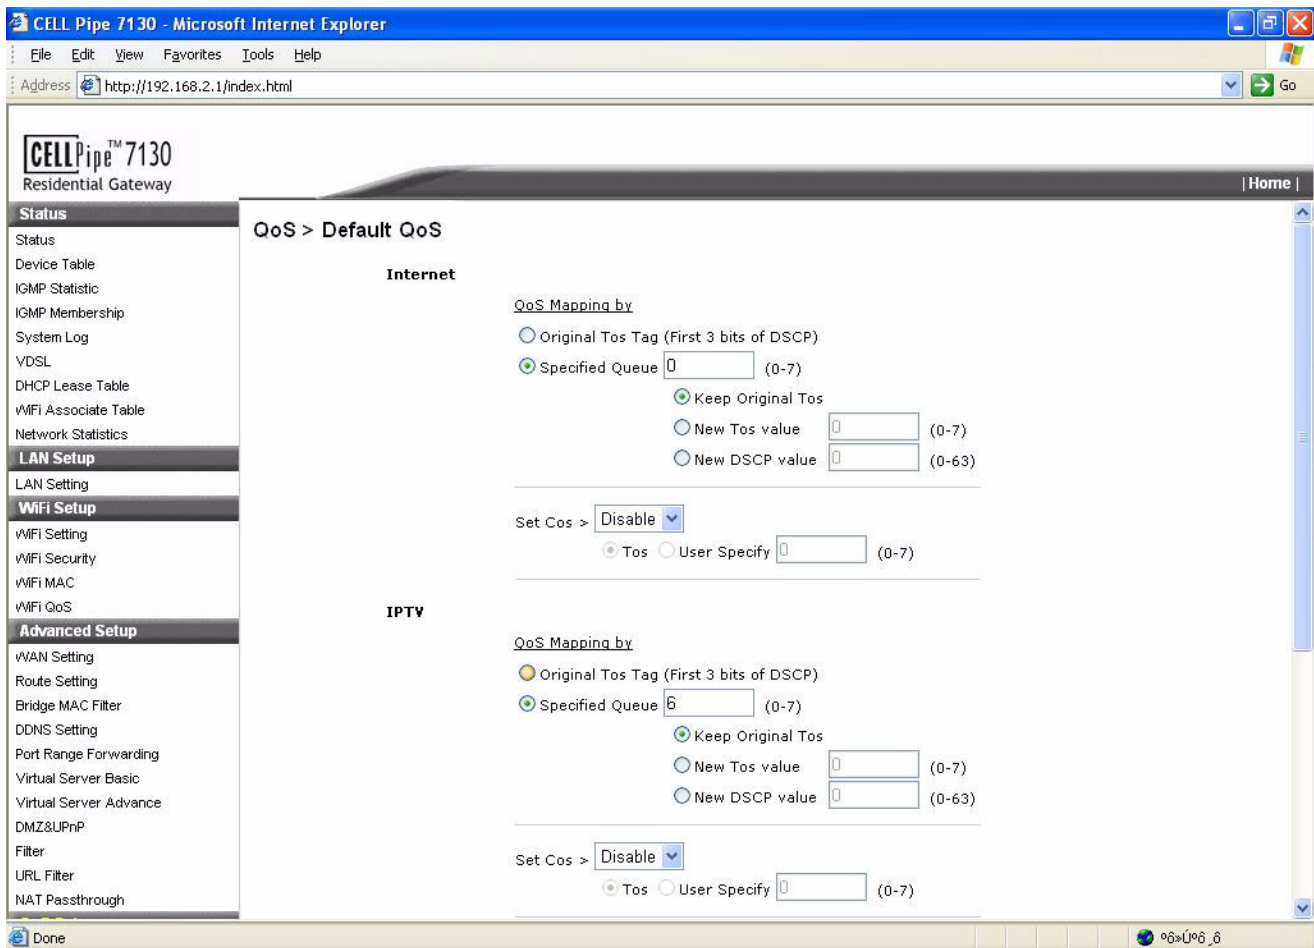 CELL Pipe 7130 - Microsoft Internet Explorer
File Edit View Favorites Tools Help
Address http://192.168.2.1/index.html Go
CELLPipe™ 7130
Residential Gateway
| Home |
Status
Status
Device Table
IGMP Statistic
IGMP Membership
System Log
VDSL
DHCP Lease Table
WiFi Associate Table
Network Statistics
LAN Setup
LAN Setting
WiFi Setup
WiFi Setting
WiFi Security
WiFi MAC
WiFi QoS
Advanced Setup
WAN Setting
Route Setting
Bridge MAC Filter
DDNS Setting
Port Range Forwarding
Virtual Server Basic
Virtual Server Advance
DMZ&UPnP
Filter
URL Filter
NAT Passthrough
QoS > Default QoS
Internet
QoS Mapping by
Original Tos Tag (First 3 bits of DSCP)
Specified Queue 0 (0-7)
Keep Original Tos
New Tos value 0 (0-7)
New DSCP value 0 (0-63)
Set Cos > Disable
Tos User Specify 0 (0-7)
IPTV
QoS Mapping by
Original Tos Tag (First 3 bits of DSCP)
Specified Queue 6 (0-7)
Keep Original Tos
New Tos value 0 (0-7)
New DSCP value 0 (0-63)
Set Cos > Disable
Tos User Specify 0 (0-7)
Done